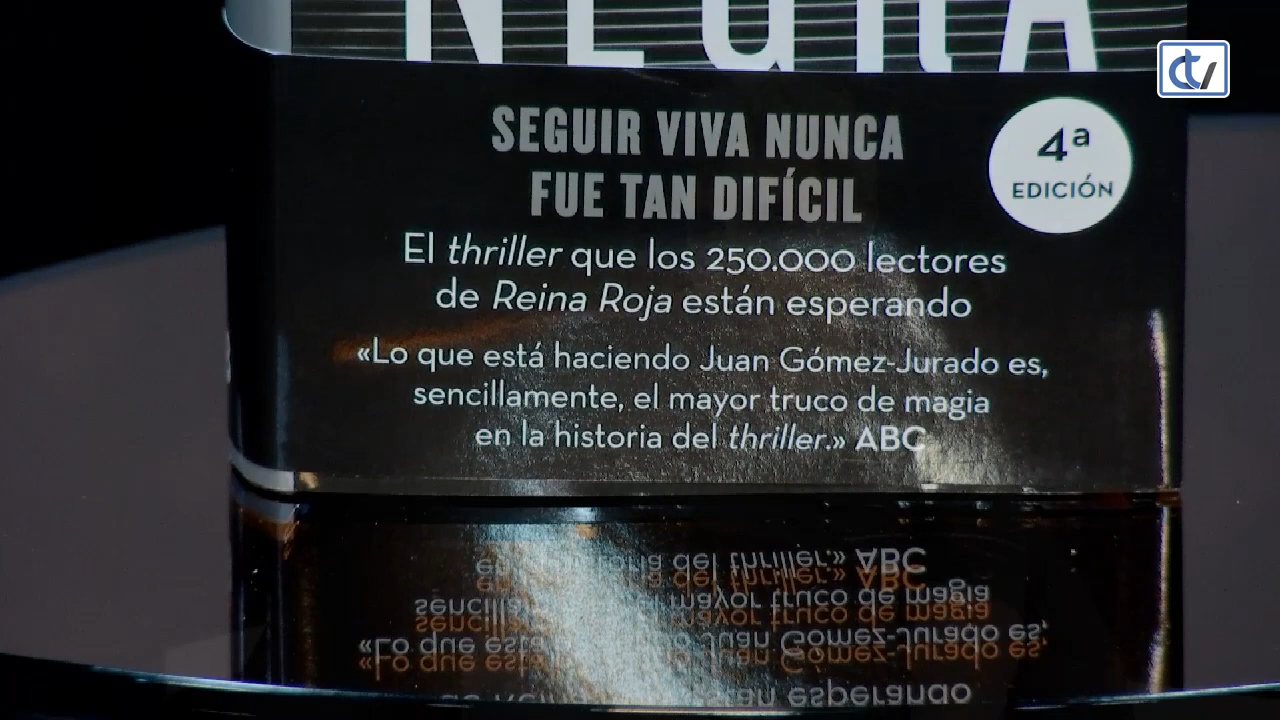 NEGRA
SEGUIR VIVA NUNCA
FUE TAN DIFÍCIL
4ª
EDICIÓN
El thriller que los 250.000 lectores
de Reina Roja están esperando
«Lo que está haciendo Juan Gómez-Jurado es,
sencillamente, el mayor truco de magia
en la historia del thriller.» ABC